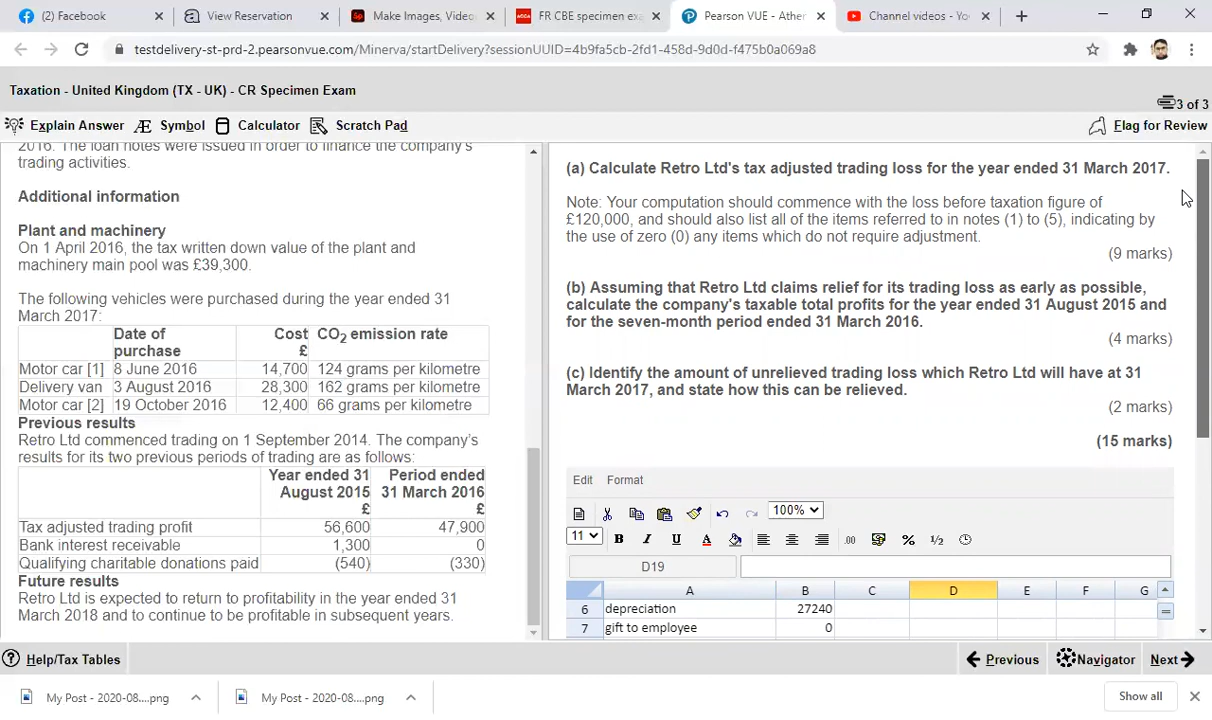 (2) Facebook
View Reservation
Make Images, Video
FR CBE specimen exa
Pearson VUE - Ather
Channel videos - Yo
testdelivery-st-prd-2.pearsonvue.com/Minerva/startDelivery?sessionUUID=4b9fa5cb-2fd1-458d-9d0d-f475b0a069a8
Taxation - United Kingdom (TX - UK) - CR Specimen Exam
3 of 3
Explain Answer
Symbol
Calculator
Scratch Pad
Flag for Review
2016. The loan notes were issued in order to finance the company's
trading activities.
Additional information
Plant and machinery
On 1 April 2016, the tax written down value of the plant and
machinery main pool was £39,300.
The following vehicles were purchased during the year ended 31
March 2017:
Date of purchase Cost £ CO2 emission rate
Motor car [1] 8 June 2016 14,700 124 grams per kilometre
Delivery van 3 August 2016 28,300 162 grams per kilometre
Motor car [2] 19 October 2016 12,400 66 grams per kilometre
Previous results
Retro Ltd commenced trading on 1 September 2014. The company's
results for its two previous periods of trading are as follows:
Year ended 31 August 2015 £ Period ended 31 March 2016 £
Tax adjusted trading profit 56,600 47,900
Bank interest receivable 1,300 0
Qualifying charitable donations paid (540) (330)
Future results
Retro Ltd is expected to return to profitability in the year ended 31
March 2018 and to continue to be profitable in subsequent years.
(a) Calculate Retro Ltd's tax adjusted trading loss for the year ended 31 March 2017.
Note: Your computation should commence with the loss before taxation figure of
£120,000, and should also list all of the items referred to in notes (1) to (5), indicating by
the use of zero (0) any items which do not require adjustment.
(9 marks)
(b) Assuming that Retro Ltd claims relief for its trading loss as early as possible,
calculate the company's taxable total profits for the year ended 31 August 2015 and
for the seven-month period ended 31 March 2016.
(4 marks)
(c) Identify the amount of unrelieved trading loss which Retro Ltd will have at 31
March 2017, and state how this can be relieved.
(2 marks)
(15 marks)
Edit Format
100%
11 B I U A .00 % 1/2
D19
A B C D E F G
6 depreciation 27240
7 gift to employee 0
Help/Tax Tables
Previous
Navigator
Next
My Post - 2020-08....png
My Post - 2020-08....png
Show all